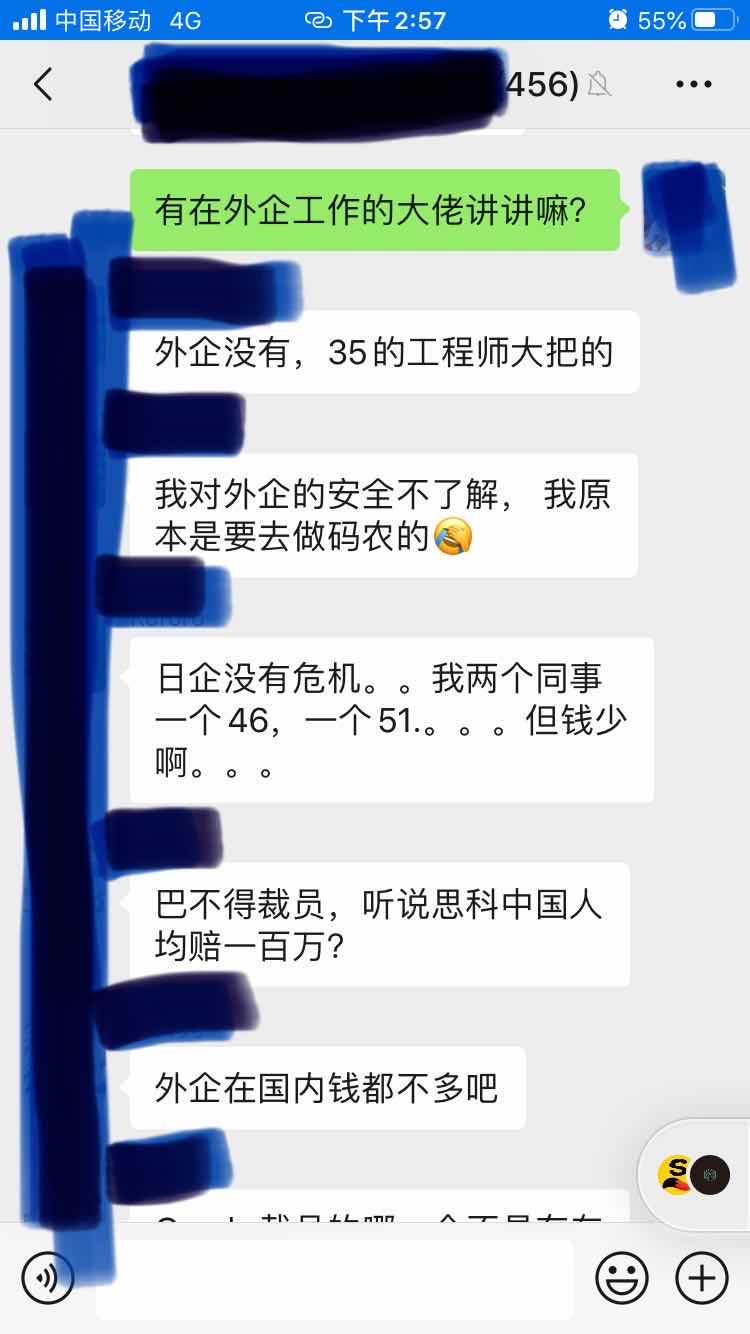 中国移动 4G 下午2:57 55%
456)
有在外企工作的大佬讲讲嘛?
外企没有，35的工程师大把的
我对外企的安全不了解， 我原
本是要去做码农的🤦
日企没有危机。。我两个同事
一个46，一个51.。。。但钱少
啊。。。
巴不得裁员，听说思科中国人
均赔一百万?
外企在国内钱都不多吧
S